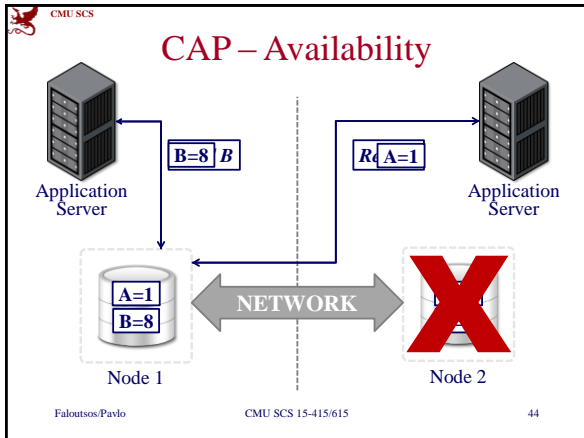 CMU SCS
CAP – Availability
B=8 B
Re A=1
Application
Server
Application
Server
A=1
B=8
NETWORK
Node 1
Node 2
Faloutsos/Pavlo
CMU SCS 15-415/615
44